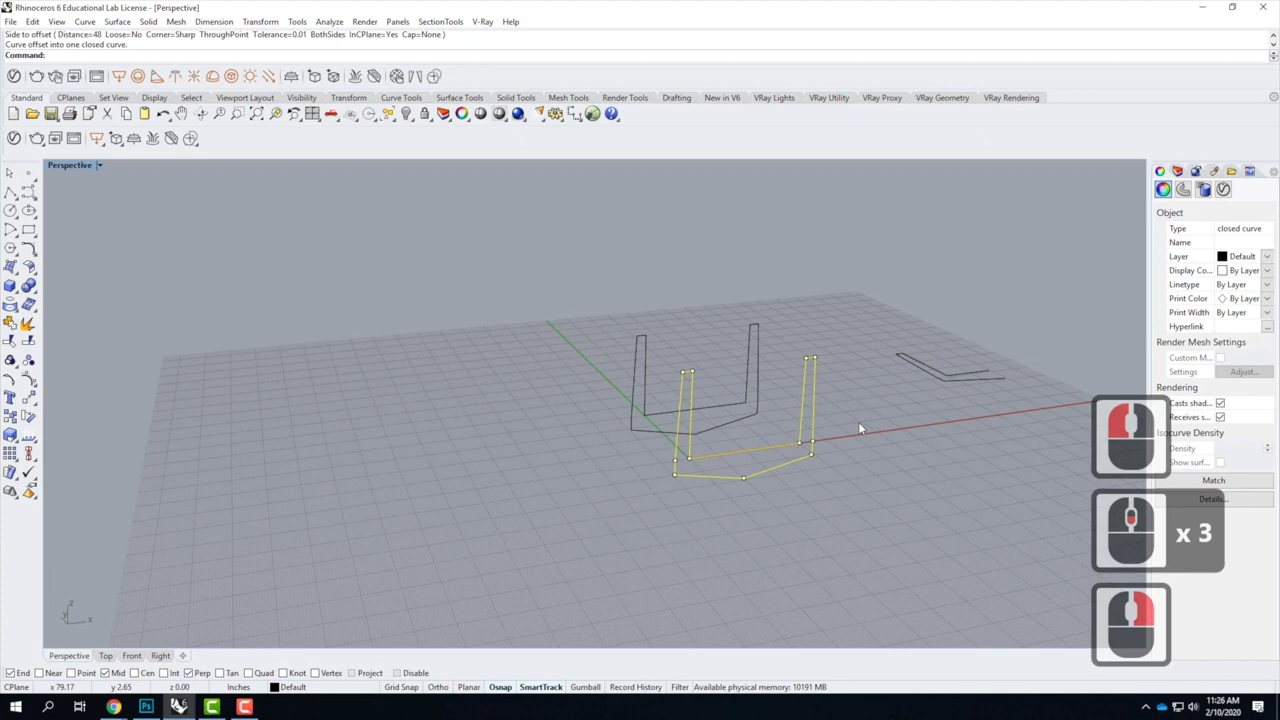 Rhinoceros 6 Educational Lab License - [Perspective]
File Edit View Curve Surface Solid Mesh Dimension Transform Tools Analyze Render Panels SectionTools V-Ray Help
Side to offset ( Distance=48 Loose=No Corner=Sharp ThroughPoint Tolerance=0.01 BothSides InCPlane=Yes Cap=None )
Curve offset into one closed curve.
Command:
Standard CPlanes Set View Display Select Viewport Layout Visibility Transform Curve Tools Surface Tools Solid Tools Mesh Tools Render Tools Drafting New in V6 VRay Lights VRay Utility VRay Proxy VRay Geometry VRay Rendering
Perspective
Object
Type closed curve
Name
Layer Default
Display Co... By Layer
Linetype By Layer
Print Color By Layer
Print Width By Layer
Hyperlink ...
Render Mesh Settings
Custom M...
Settings Adjust...
Rendering
Casts shad...
Receives s...
Isocurve Density
Density
Show surf...
Match
Details...
x 3
z
y x
Perspective Top Front Right
End Near Point Mid Cen Int Perp Tan Quad Knot Vertex Project Disable
CPlane x 79.17 y 2.65 z 0.00 Inches Default Grid Snap Ortho Planar Osnap SmartTrack Gumball Record History Filter Available physical memory: 10191 MB
11:26 AM
2/10/2020